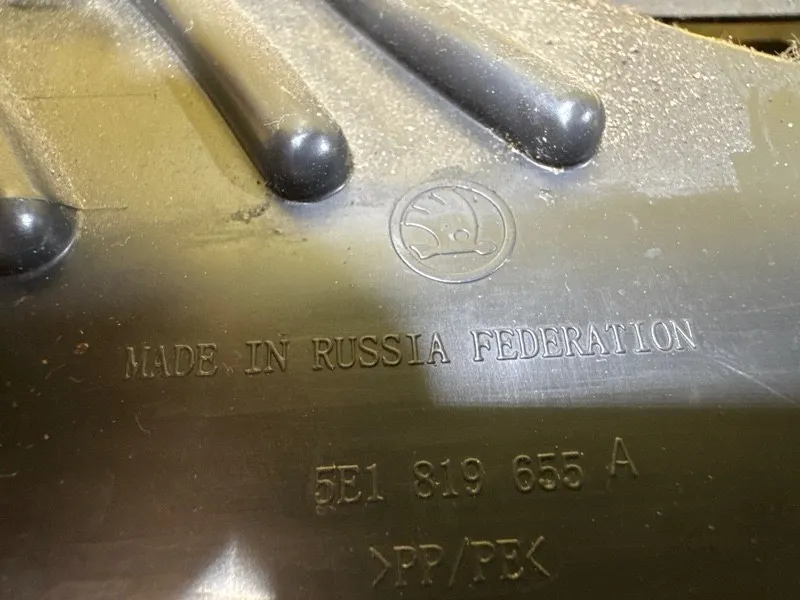 MADE IN RUSSIA FEDERATION
5E1 819 655 A
>PP/PE<